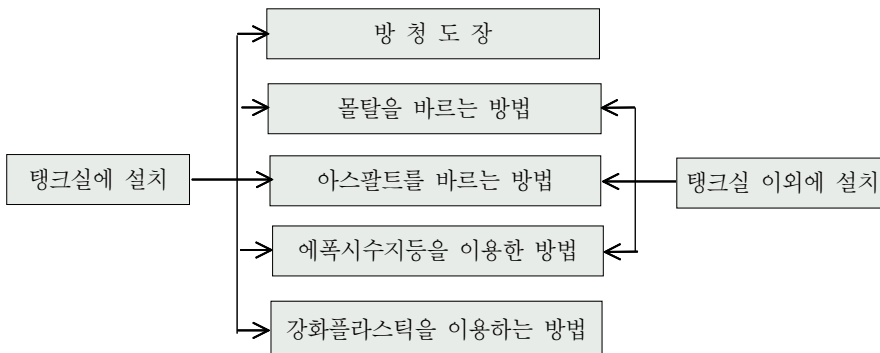 방 청 도 장
몰탈을 바르는 방법
탱크실에 설치
아스팔트를 바르는 방법
탱크실 이외에 설치
에폭시수지등을 이용한 방법
강화플라스틱을 이용하는 방법